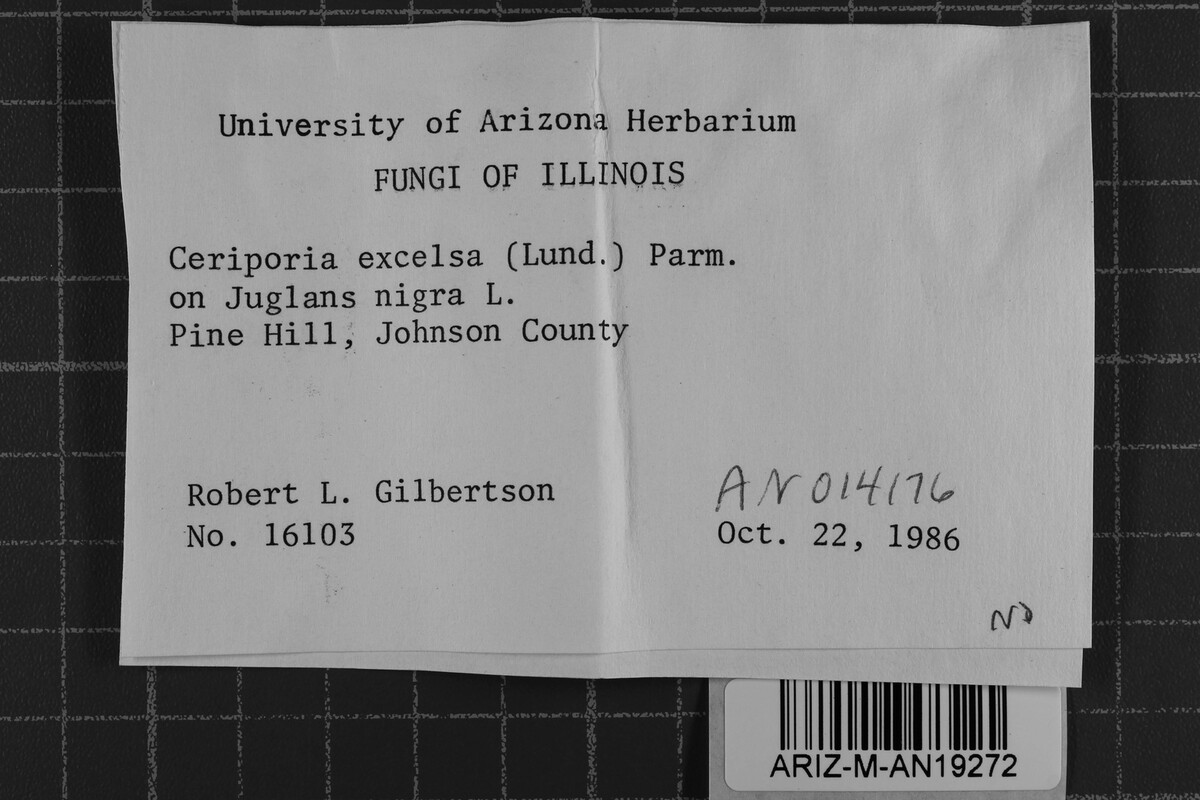 University of Arizona Herbarium
FUNGI OF ILLINOIS
Ceriporia excelsa (Lund.) Parm.
on Juglans nigra L.
Pine Hill, Johnson County
Robert L. Gilbertson
No. 16103
AN014176
Oct. 22, 1986
ARIZ-M-AN19272